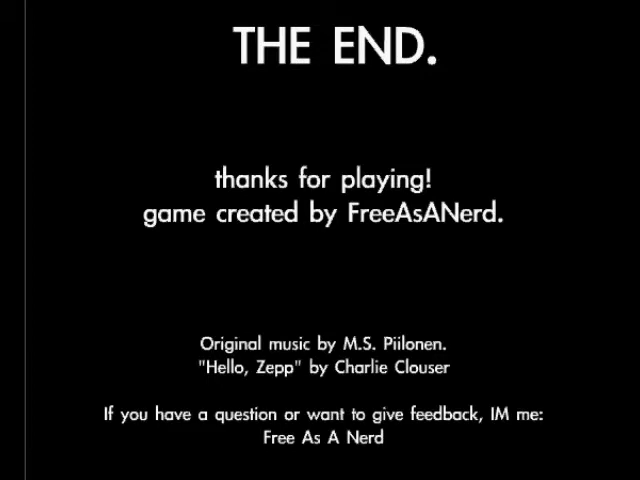 THE END.
thanks for playing!
game created by FreeAsANerd.
Original music by M.S. Piilonen.
"Hello, Zepp" by Charlie Clouser
If you have a question or want to give feedback, IM me:
Free As A Nerd